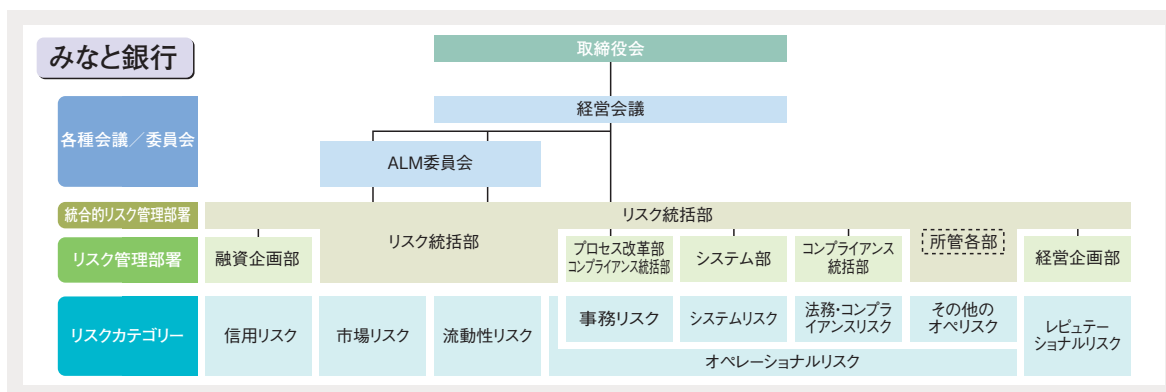 みなと銀行
取締役会
各種会議／委員会
経営会議
ALM委員会
統合的リスク管理部署
リスク統括部
リスク管理部署
融資企画部
リスク統括部
プロセス改革部
コンプライアンス統括部
システム部
コンプライアンス
統括部
所管各部
経営企画部
リスクカテゴリー
信用リスク
市場リスク
流動性リスク
事務リスク
システムリスク
法務・コンプラ
イアンスリスク
その他の
オペリスク
オペレーショナルリスク
レピュテー
ショナルリスク